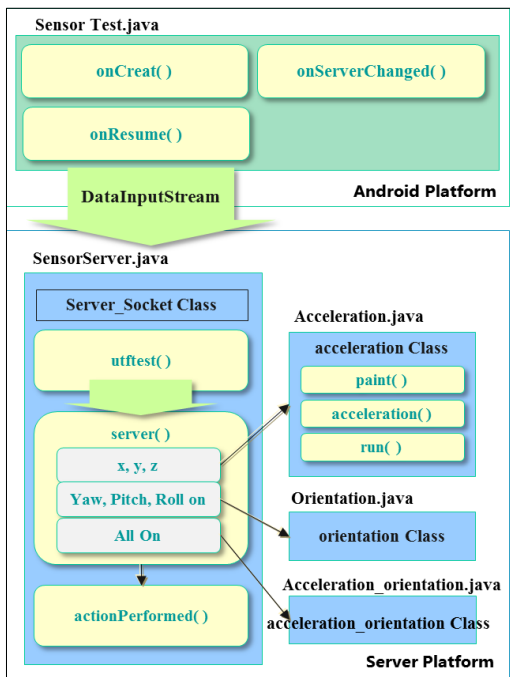 Sensor Test.java
onCreat( )
onServerChanged( )
onResume( )
Android Platform
DataInputStream
SensorServer.java
Server_Socket Class
utftest( )
server( )
x, y, z
Yaw, Pitch, Roll on
All On
actionPerformed( )
Acceleration.java
acceleration Class
paint( )
acceleration( )
run( )
Orientation.java
orientation Class
Acceleration_orientation.java
acceleration_orientation Class
Server Platform